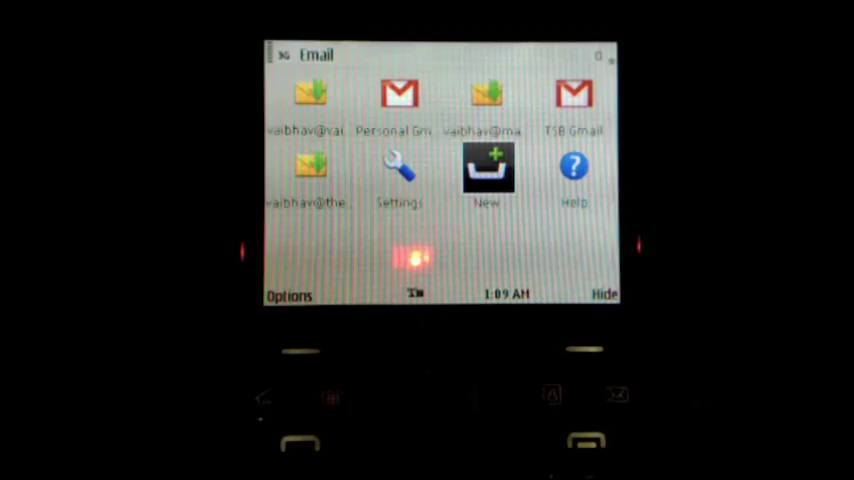 3G Email
vaibhav@vai.. Personal Gm.. vaibhav@ma.. TSB Gmail
vaibhav@the.. Settings New Help
Options 1:09 AM Hide